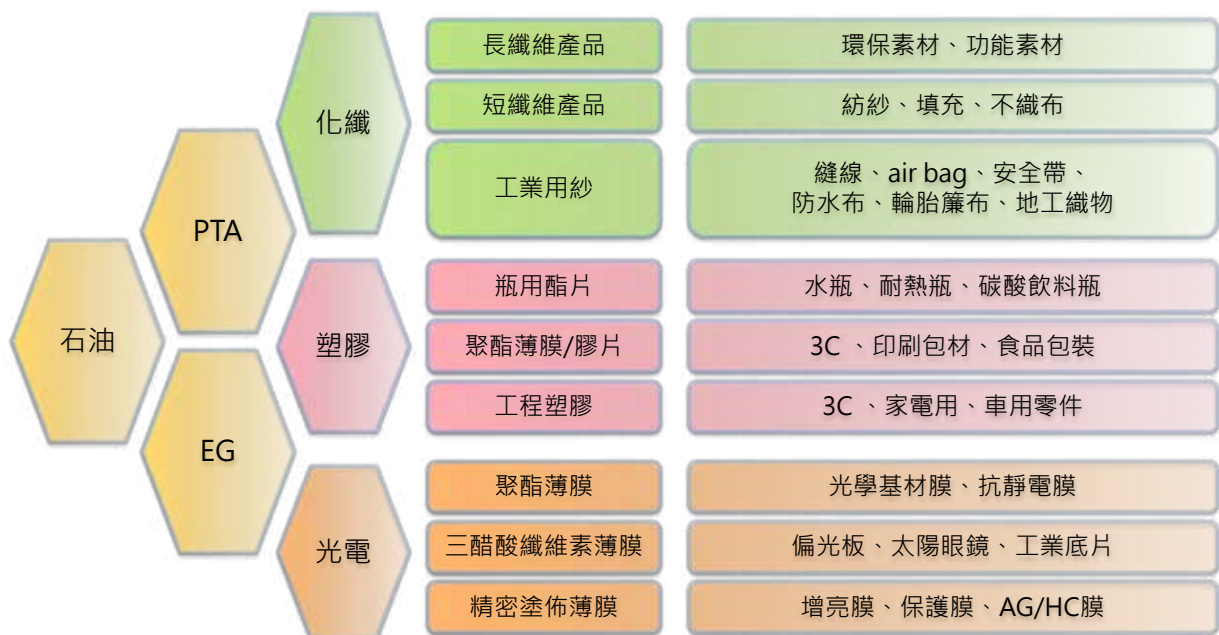 石油
PTA
EG
化纖
長纖維產品
環保素材、功能素材
短纖維產品
紡紗、填充、不織布
工業用紗
縫線、air bag、安全帶、
防水布、輪胎簾布、地工織物
塑膠
瓶用酯片
水瓶、耐熱瓶、碳酸飲料瓶
聚酯薄膜/膠片
3C 、印刷包材、食品包裝
工程塑膠
3C 、家電用、車用零件
光電
聚酯薄膜
光學基材膜、抗靜電膜
三醋酸纖維素薄膜
偏光板、太陽眼鏡、工業底片
精密塗佈薄膜
增亮膜、保護膜、AG/HC膜